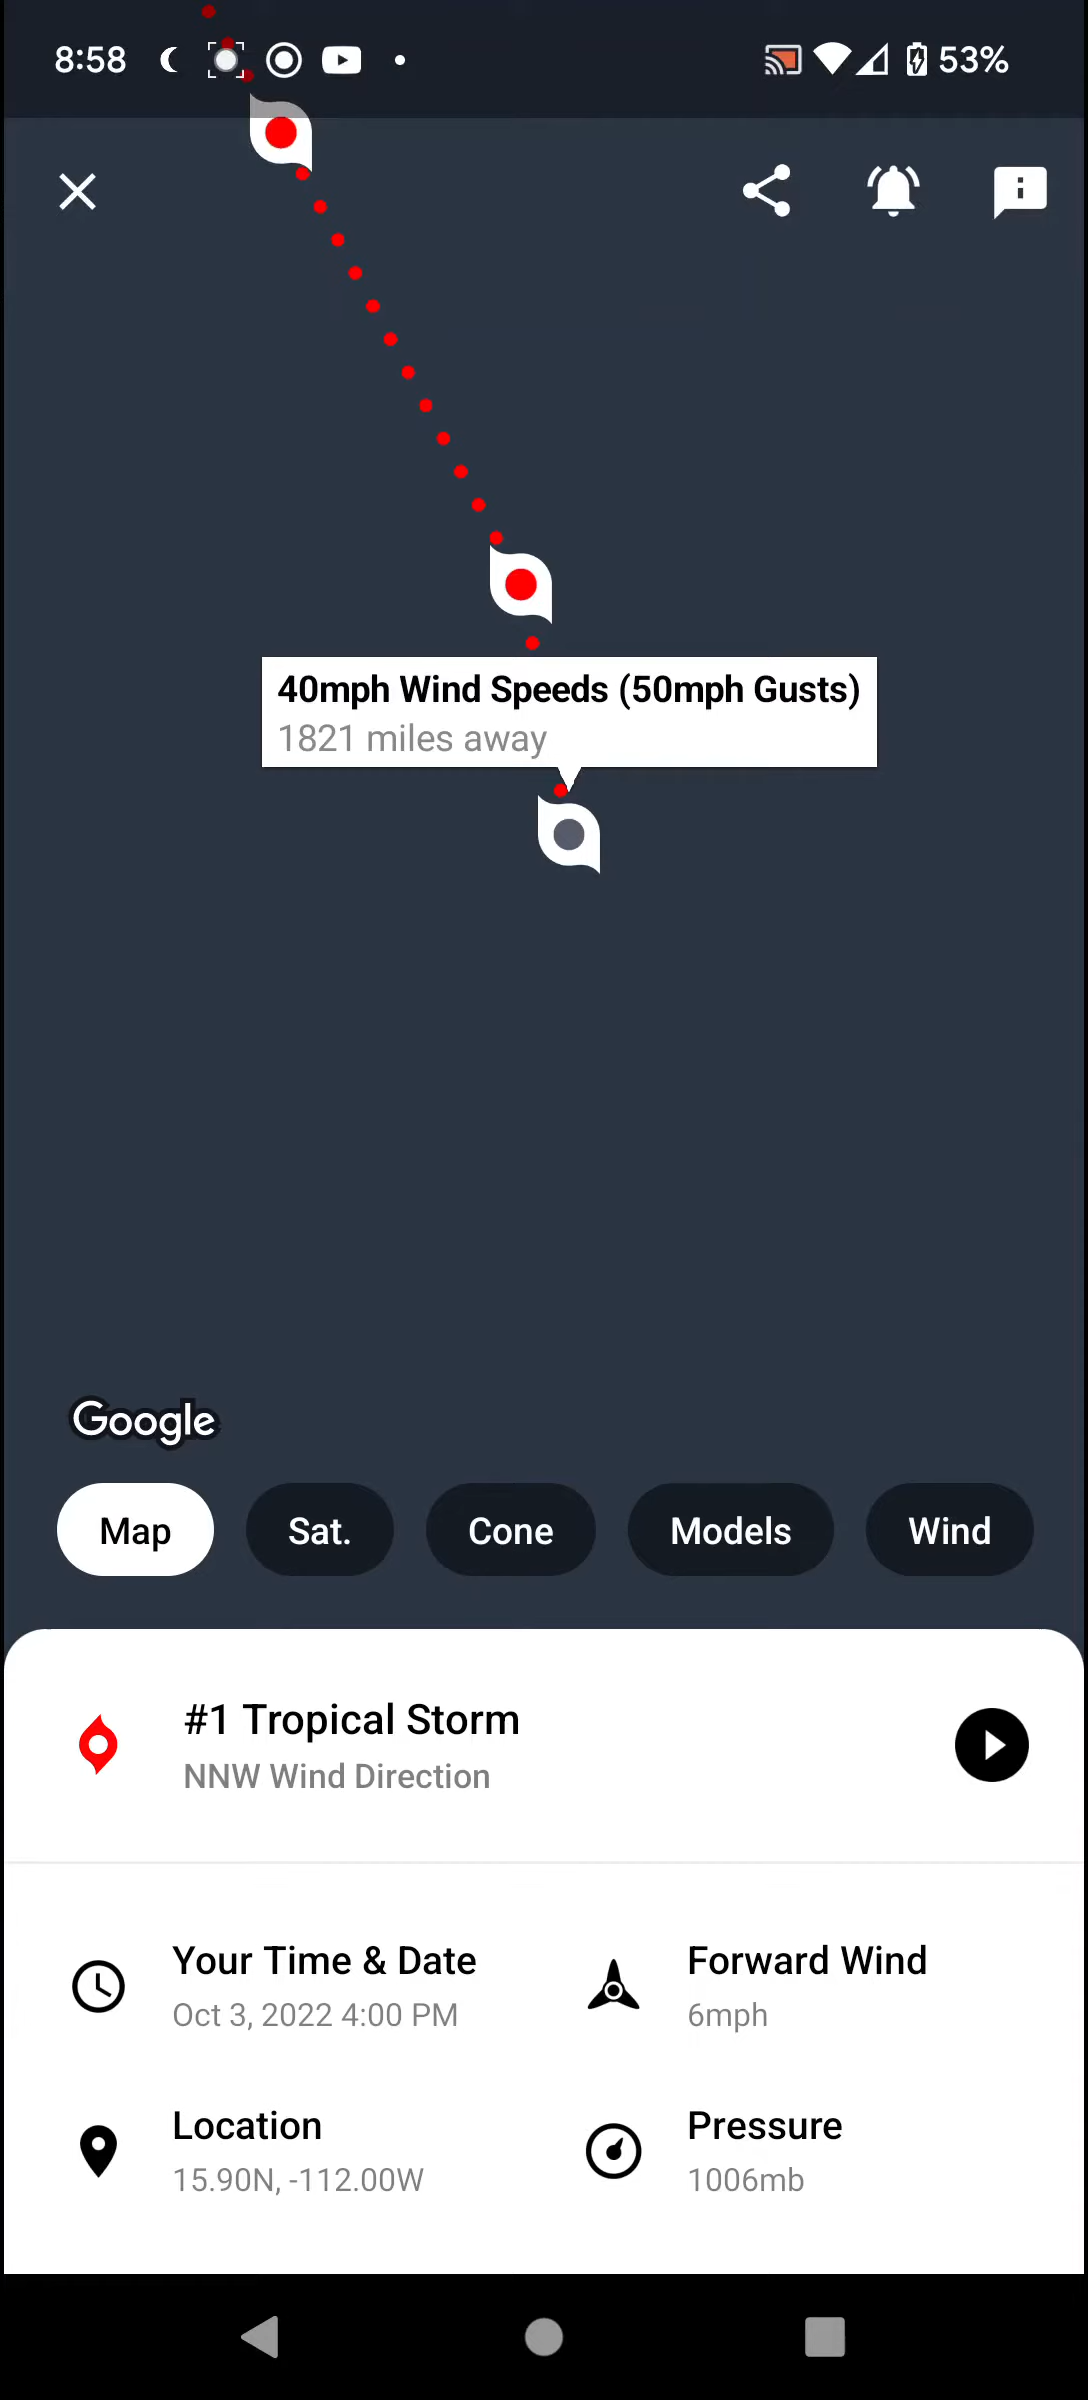 8:58
53%
40mph Wind Speeds (50mph Gusts)
1821 miles away
Google
Map
Sat.
Cone
Models
Wind
#1 Tropical Storm
NNW Wind Direction
Your Time & Date
Oct 3, 2022 4:00 PM
Forward Wind
6mph
Location
15.90N, -112.00W
Pressure
1006mb